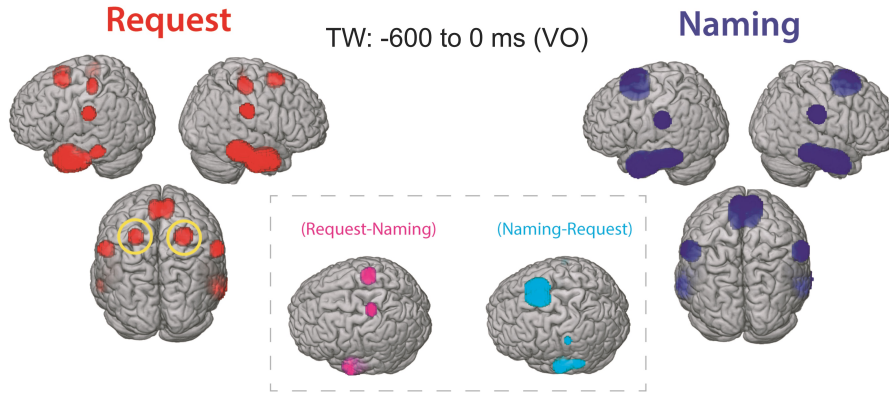 Request
TW: -600 to 0 ms (VO)
Naming
(Request-Naming)
(Naming-Request)